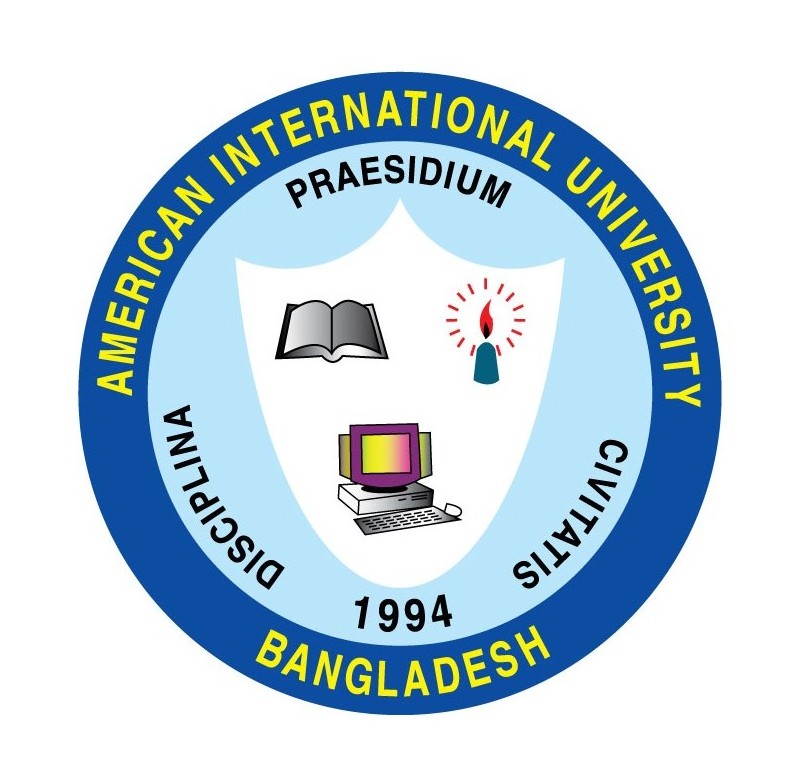 AMERICAN INTERNATIONAL UNIVERSITY
PRAESIDIUM
DISCIPLINA
CIVITATIS
1994
BANGLADESH